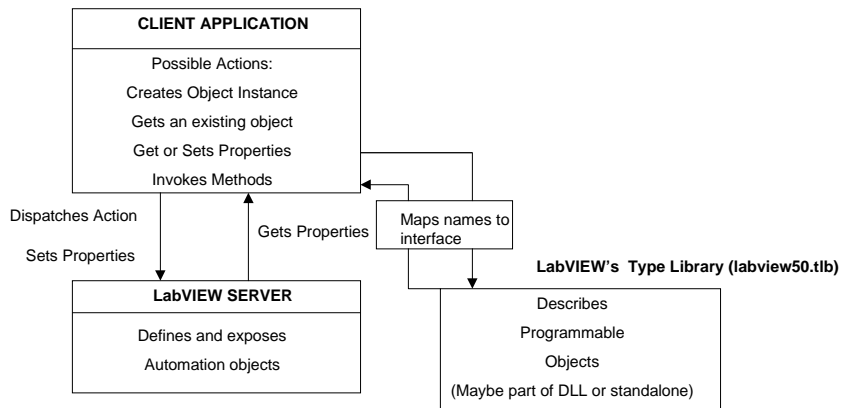 CLIENT APPLICATION
Possible Actions:
Creates Object Instance
Gets an existing object
Get or Sets Properties
Invokes Methods
Dispatches Action
Sets Properties
Gets Properties
Maps names to
interface
LabVIEW's Type Library (labview50.tlb)
LabVIEW SERVER
Defines and exposes
Automation objects
Describes
Programmable
Objects
(Maybe part of DLL or standalone)